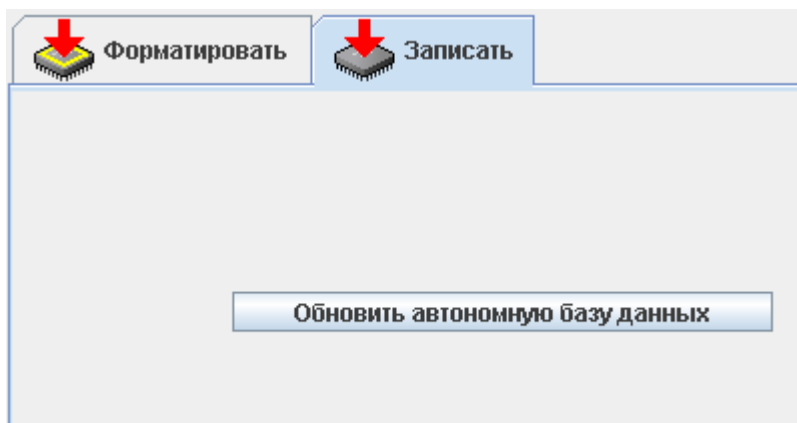 Форматировать
Записать
Обновить автономную базу данных